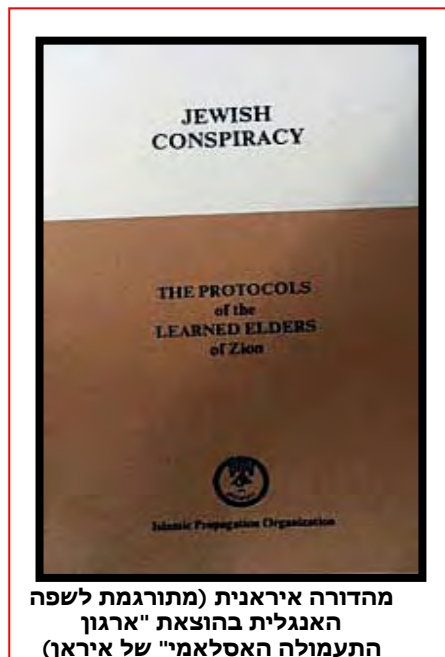 JEWISH
CONSPIRACY
THE PROTOCOLS
of the
LEARNED ELDERS
of Zion
Islamic Propagation Organization
מהדורה איראנית (מתורגמת לשפה
האנגלית בהוצאת "ארגון
התעמולה האסלאמי" של איראן)